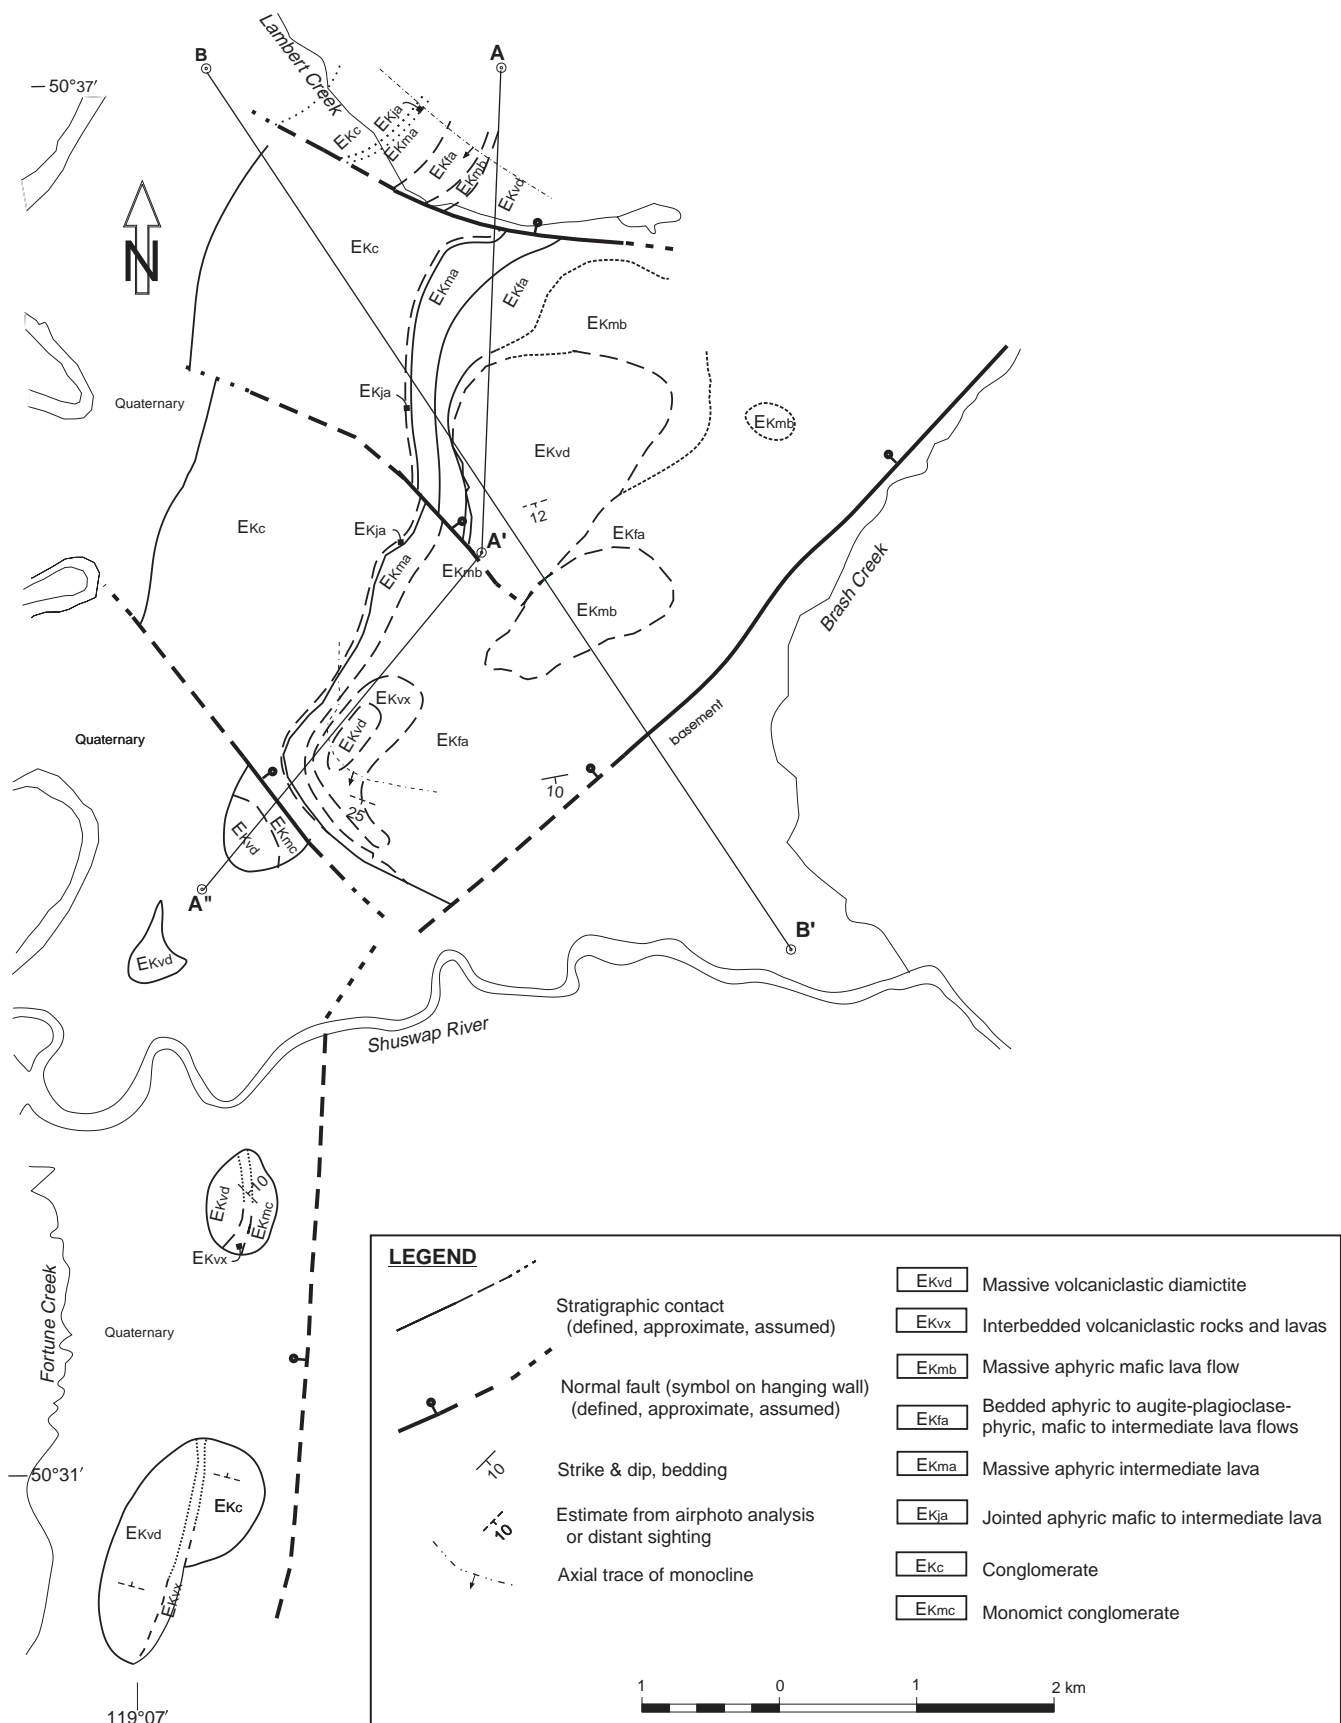 B
A
50°37'
Lambert Creek
EKja
EKc
EKma
EKfa
EKmb
EKvd
N
EKc
EKma
EKfa
EKmb
EKja
Quaternary
EKmb
EKvd
12
EKc
EKja
A'
EKfa
EKma
EKmb
EKmb
Brash Creek
EKvx
EKvd
EKfa
basement
Quaternary
10
25
EKvd
EKmc
A"
B'
EKvd
Shuswap River
EKvd
10
EKmc
EKvx
Fortune Creek
Quaternary
50°31'
EKc
EKvd
EKvx
119°07'
LEGEND
Stratigraphic contact
(defined, approximate, assumed)
Normal fault (symbol on hanging wall)
(defined, approximate, assumed)
10
Strike & dip, bedding
10
Estimate from airphoto analysis
or distant sighting
Axial trace of monocline
EKvd Massive volcaniclastic diamictite
EKvx Interbedded volcaniclastic rocks and lavas
EKmb Massive aphyric mafic lava flow
EKfa Bedded aphyric to augite-plagioclase-
phyric, mafic to intermediate lava flows
EKma Massive aphyric intermediate lava
EKja Jointed aphyric mafic to intermediate lava
EKc Conglomerate
EKmc Monomict conglomerate
1 0 1 2 km